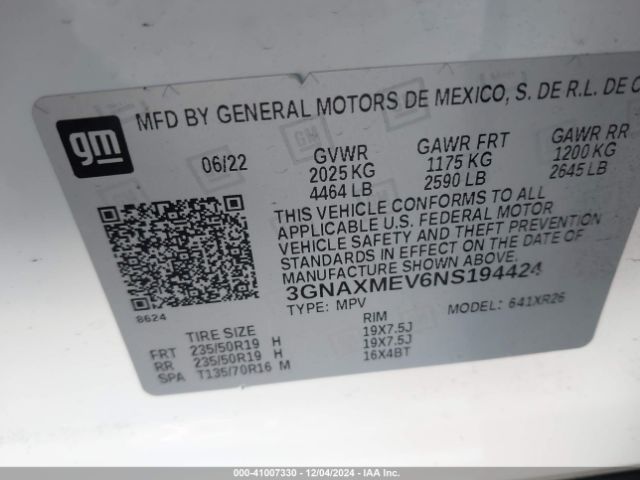 MFD BY GENERAL MOTORS DE MEXICO, S. DE R.L. DE C
gm
06/22
GVWR
2025 KG
4464 LB
GAWR FRT
1175 KG
2590 LB
GAWR RR
1200 KG
2645 LB
THIS VEHICLE CONFORMS TO ALL
APPLICABLE U.S. FEDERAL MOTOR
VEHICLE SAFETY AND THEFT PREVENTION
STANDARDS IN EFFECT ON THE DATE OF
MANUFACTURE SHOWN ABOVE.
3GNAXMEV6NS194424
TYPE: MPV
MODEL: 641XR26
8624
TIRE SIZE RIM
FRT 235/50R19 H 19X7.5J
RR 235/50R19 H 19X7.5J
SPA T135/70R16 M 16X4BT
000-41007330 - 12/04/2024 - IAA Inc.